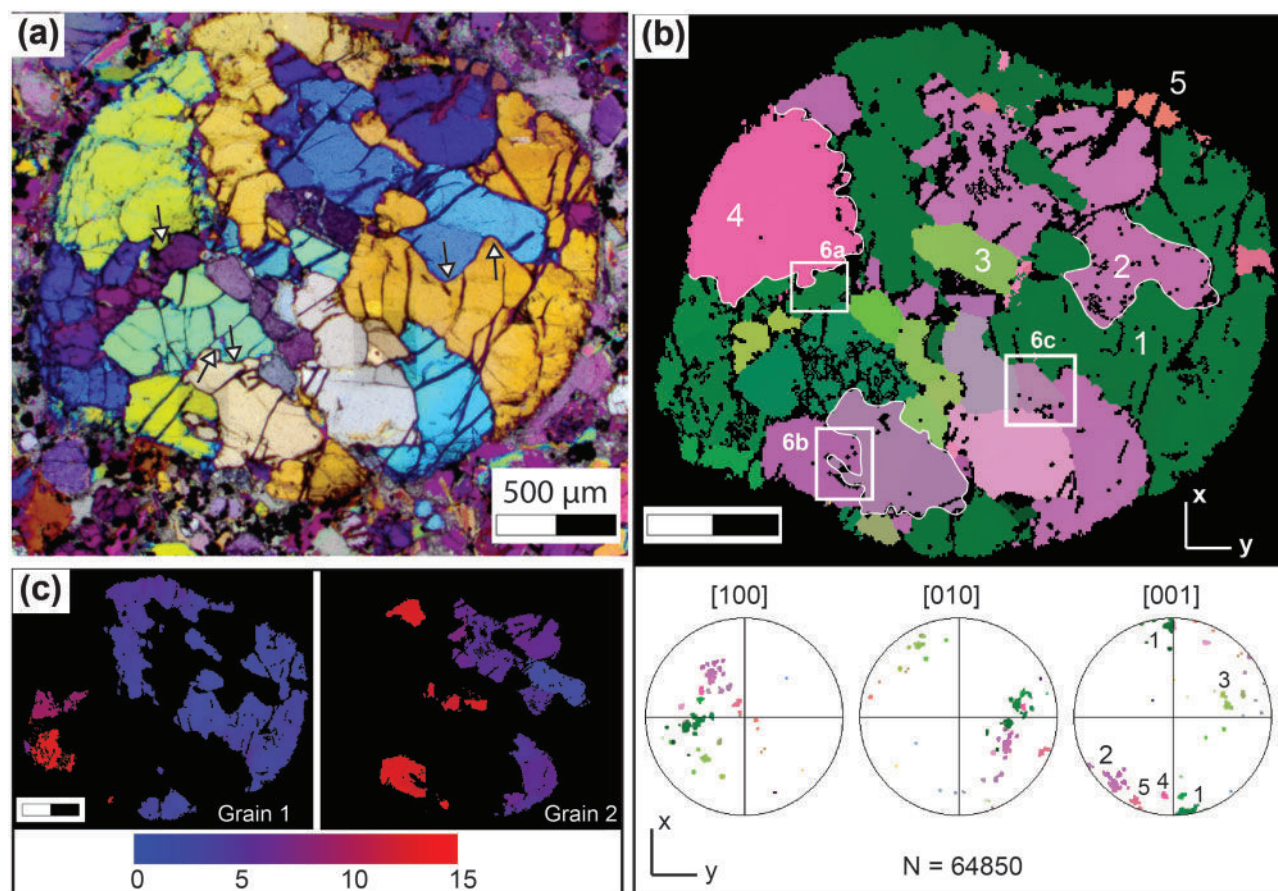 (a)
500 µm
(b)
5
4
6a
3
2
1
6c
6b
x
y
(c)
Grain 1
Grain 2
0 5 10 15
[100] [010] [001]
1
3
2
5 4 1
x
y
N = 64850